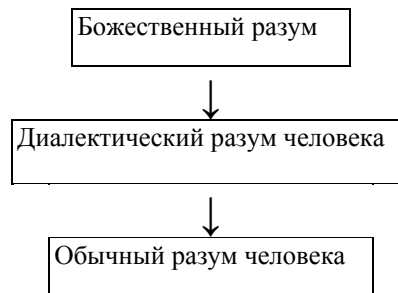 Божественный разум
Диалектический разум человека
Обычный разум человека